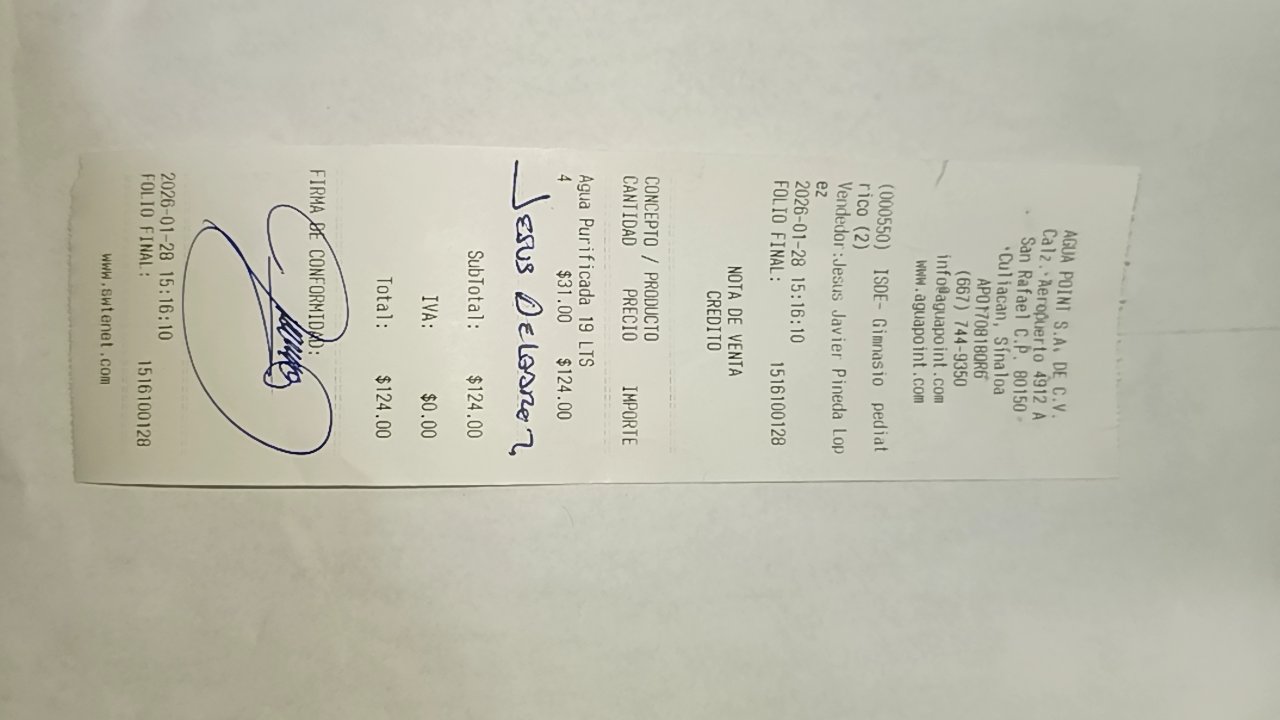 AGUA POINT S.A. DE C.V.
Calz. Aeropuerto 4912 A
San Rafael C.P. 80150
Culiacan, Sinaloa
APO170818QR6
(667) 744-9350
info@aguapoint.com
www.aguapoint.com
(000550) ISDE- Gimnasio pediat
rico (2)
Vendedor:Jesus Javier Pineda Lop
ez
2026-01-28 15:16:10
FOLIO FINAL: 1516100128
NOTA DE VENTA
CREDITO
CONCEPTO / PRODUCTO
CANTIDAD PRECIO IMPORTE
Agua Purificada 19 LTS
4 $31.00 $124.00
JESUS
SubTotal: $124.00
IVA: $0.00
Total: $124.00
FIRMA DE CONFORMIDAD:
2026-01-28 15:16:10
FOLIO FINAL: 1516100128
www.swtenet.com